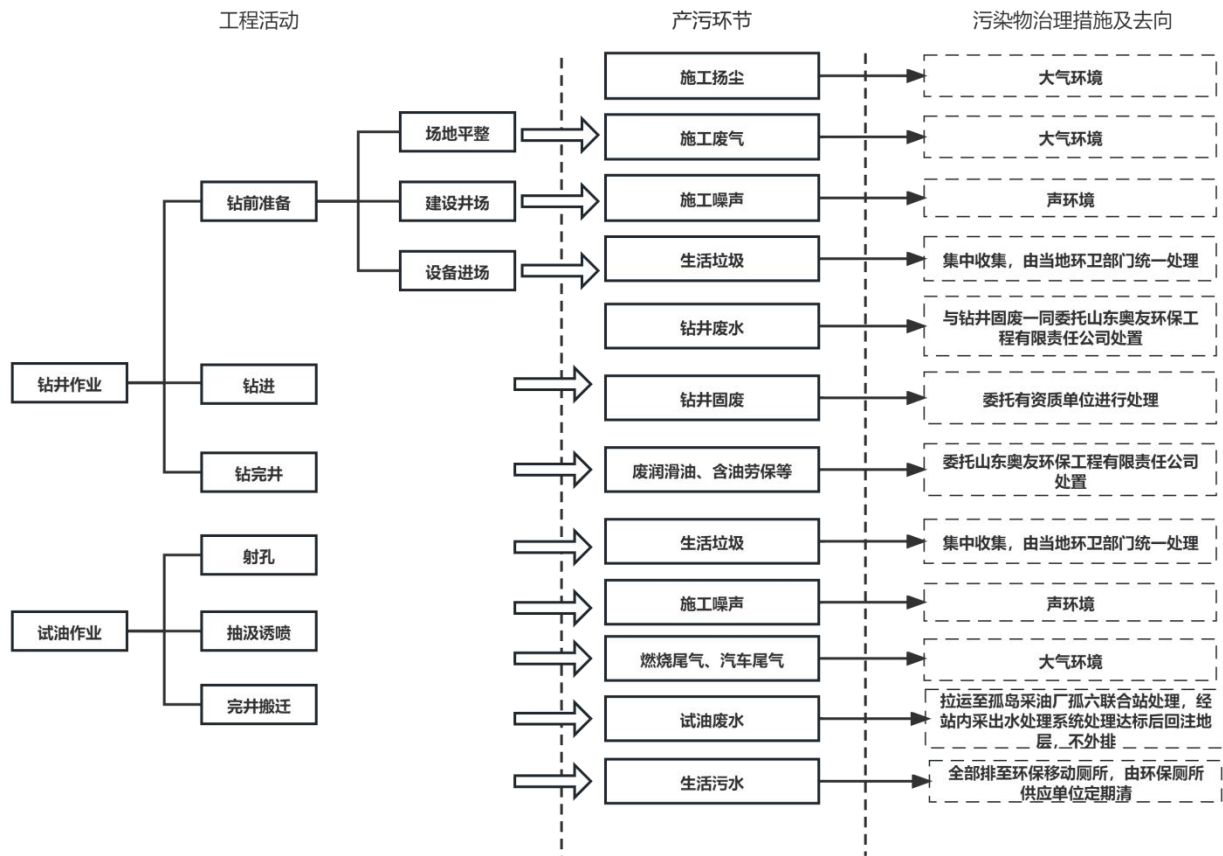 工程活动
产污环节
污染物治理措施及去向
施工扬尘
大气环境
场地平整
施工废气
大气环境
钻前准备
建设井场
施工噪声
声环境
设备进场
生活垃圾
集中收集，由当地环卫部门统一处理
钻井废水
与钻井固废一同委托山东奥友环保工
程有限责任公司处置
钻井作业
钻进
钻井固废
委托有资质单位进行处理
钻完井
废润滑油、含油劳保等
委托山东奥友环保工程有限责任公司
处置
射孔
生活垃圾
集中收集，由当地环卫部门统一处理
试油作业
抽汲诱喷
施工噪声
声环境
燃烧尾气、汽车尾气
大气环境
完井搬迁
试油废水
拉运至孤岛采油厂孤六联合站处理，经
站内采出水处理系统处理达标后回注地
层，不外排
生活污水
全部排至环保移动厕所，由环保厕所
供应单位定期清